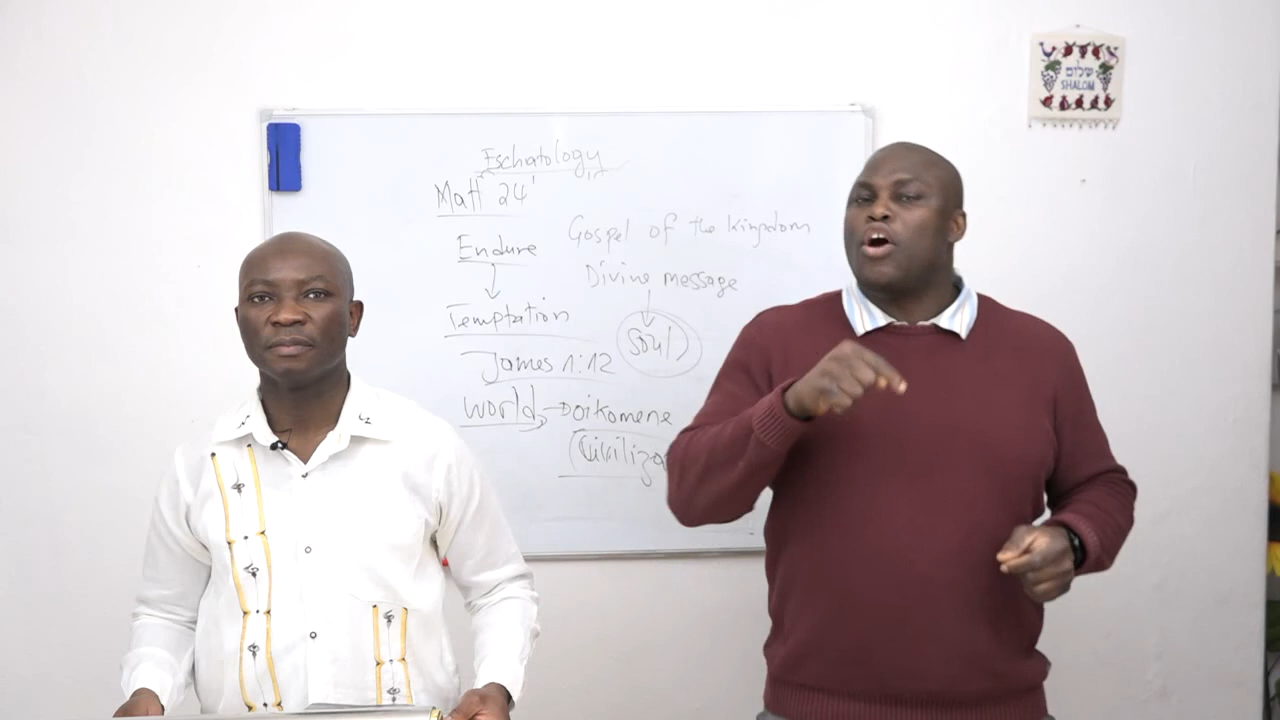 Eschatology
Matt 24
Endure
Temptation
James 1:12
World → oikomene
Gospel of the kingdom
Divine message
Soul
שלום
SHALOM